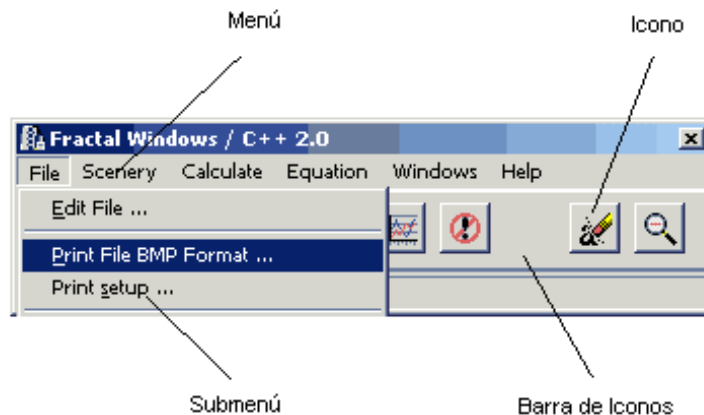 Menú
Icono
Fractal Windows / C++ 2.0
File Scenery Calculate Equation Windows Help
Edit File ...
Print File BMP Format ...
Print setup ...
Submenú
Barra de Iconos